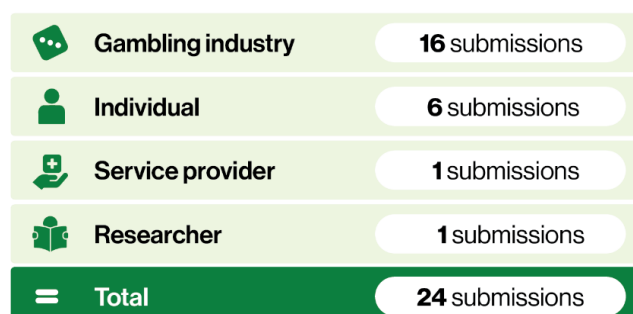 Gambling industry 16 submissions
Individual 6 submissions
Service provider 1 submissions
Researcher 1 submissions
= Total 24 submissions